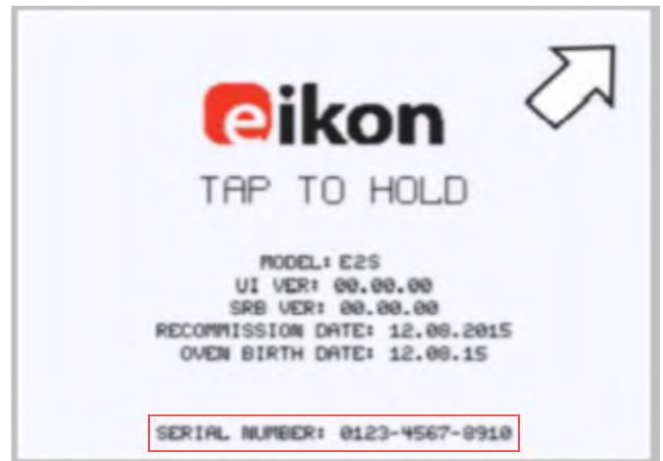 eikon
TAP TO HOLD
MODEL: E2S
UI VER: 00.00.00
SRB VER: 00.00.00
RECOMMISSION DATE: 12.08.2015
OVEN BIRTH DATE: 12.08.15
SERIAL NUMBER: 0123-4567-8910